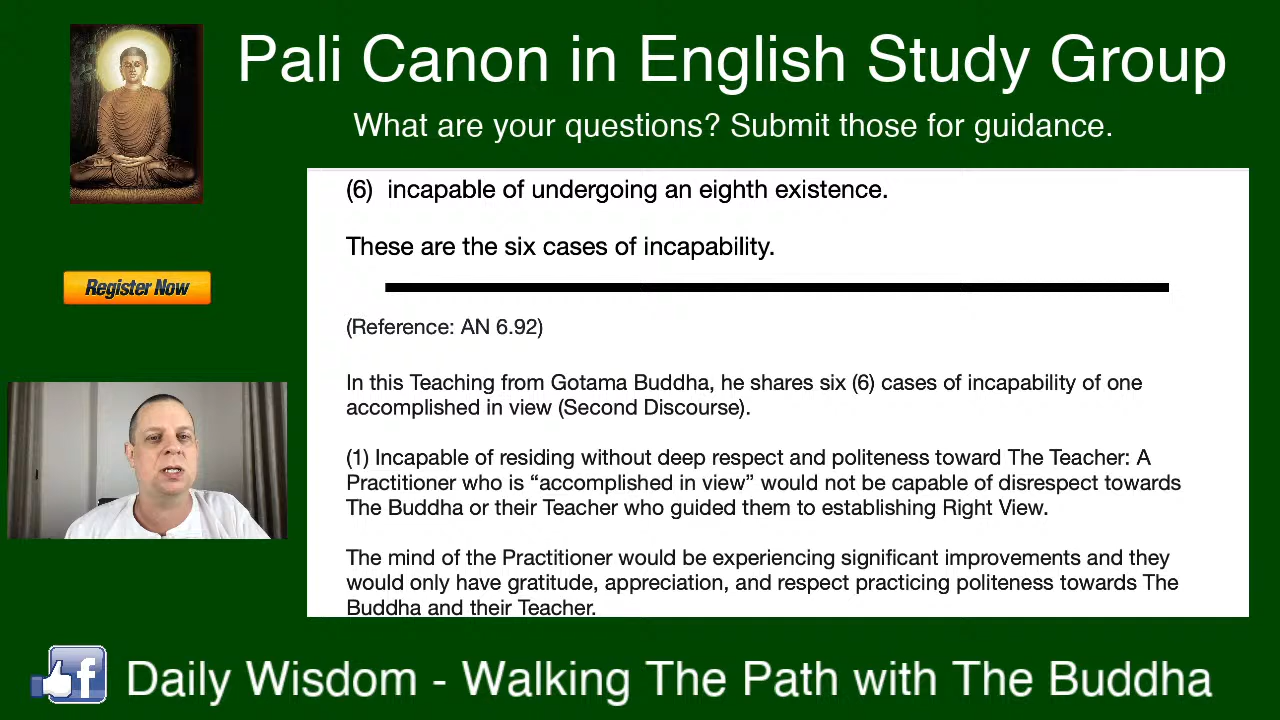 Pali Canon in English Study Group
What are your questions? Submit those for guidance.
(6) incapable of undergoing an eighth existence.
These are the six cases of incapability.
Register Now
(Reference: AN 6.92)
In this Teaching from Gotama Buddha, he shares six (6) cases of incapability of one
accomplished in view (Second Discourse).
(1) Incapable of residing without deep respect and politeness toward The Teacher: A
Practitioner who is “accomplished in view” would not be capable of disrespect towards
The Buddha or their Teacher who guided them to establishing Right View.
The mind of the Practitioner would be experiencing significant improvements and they
would only have gratitude, appreciation, and respect practicing politeness towards The
Buddha and their Teacher.
f
Daily Wisdom - Walking The Path with The Buddha